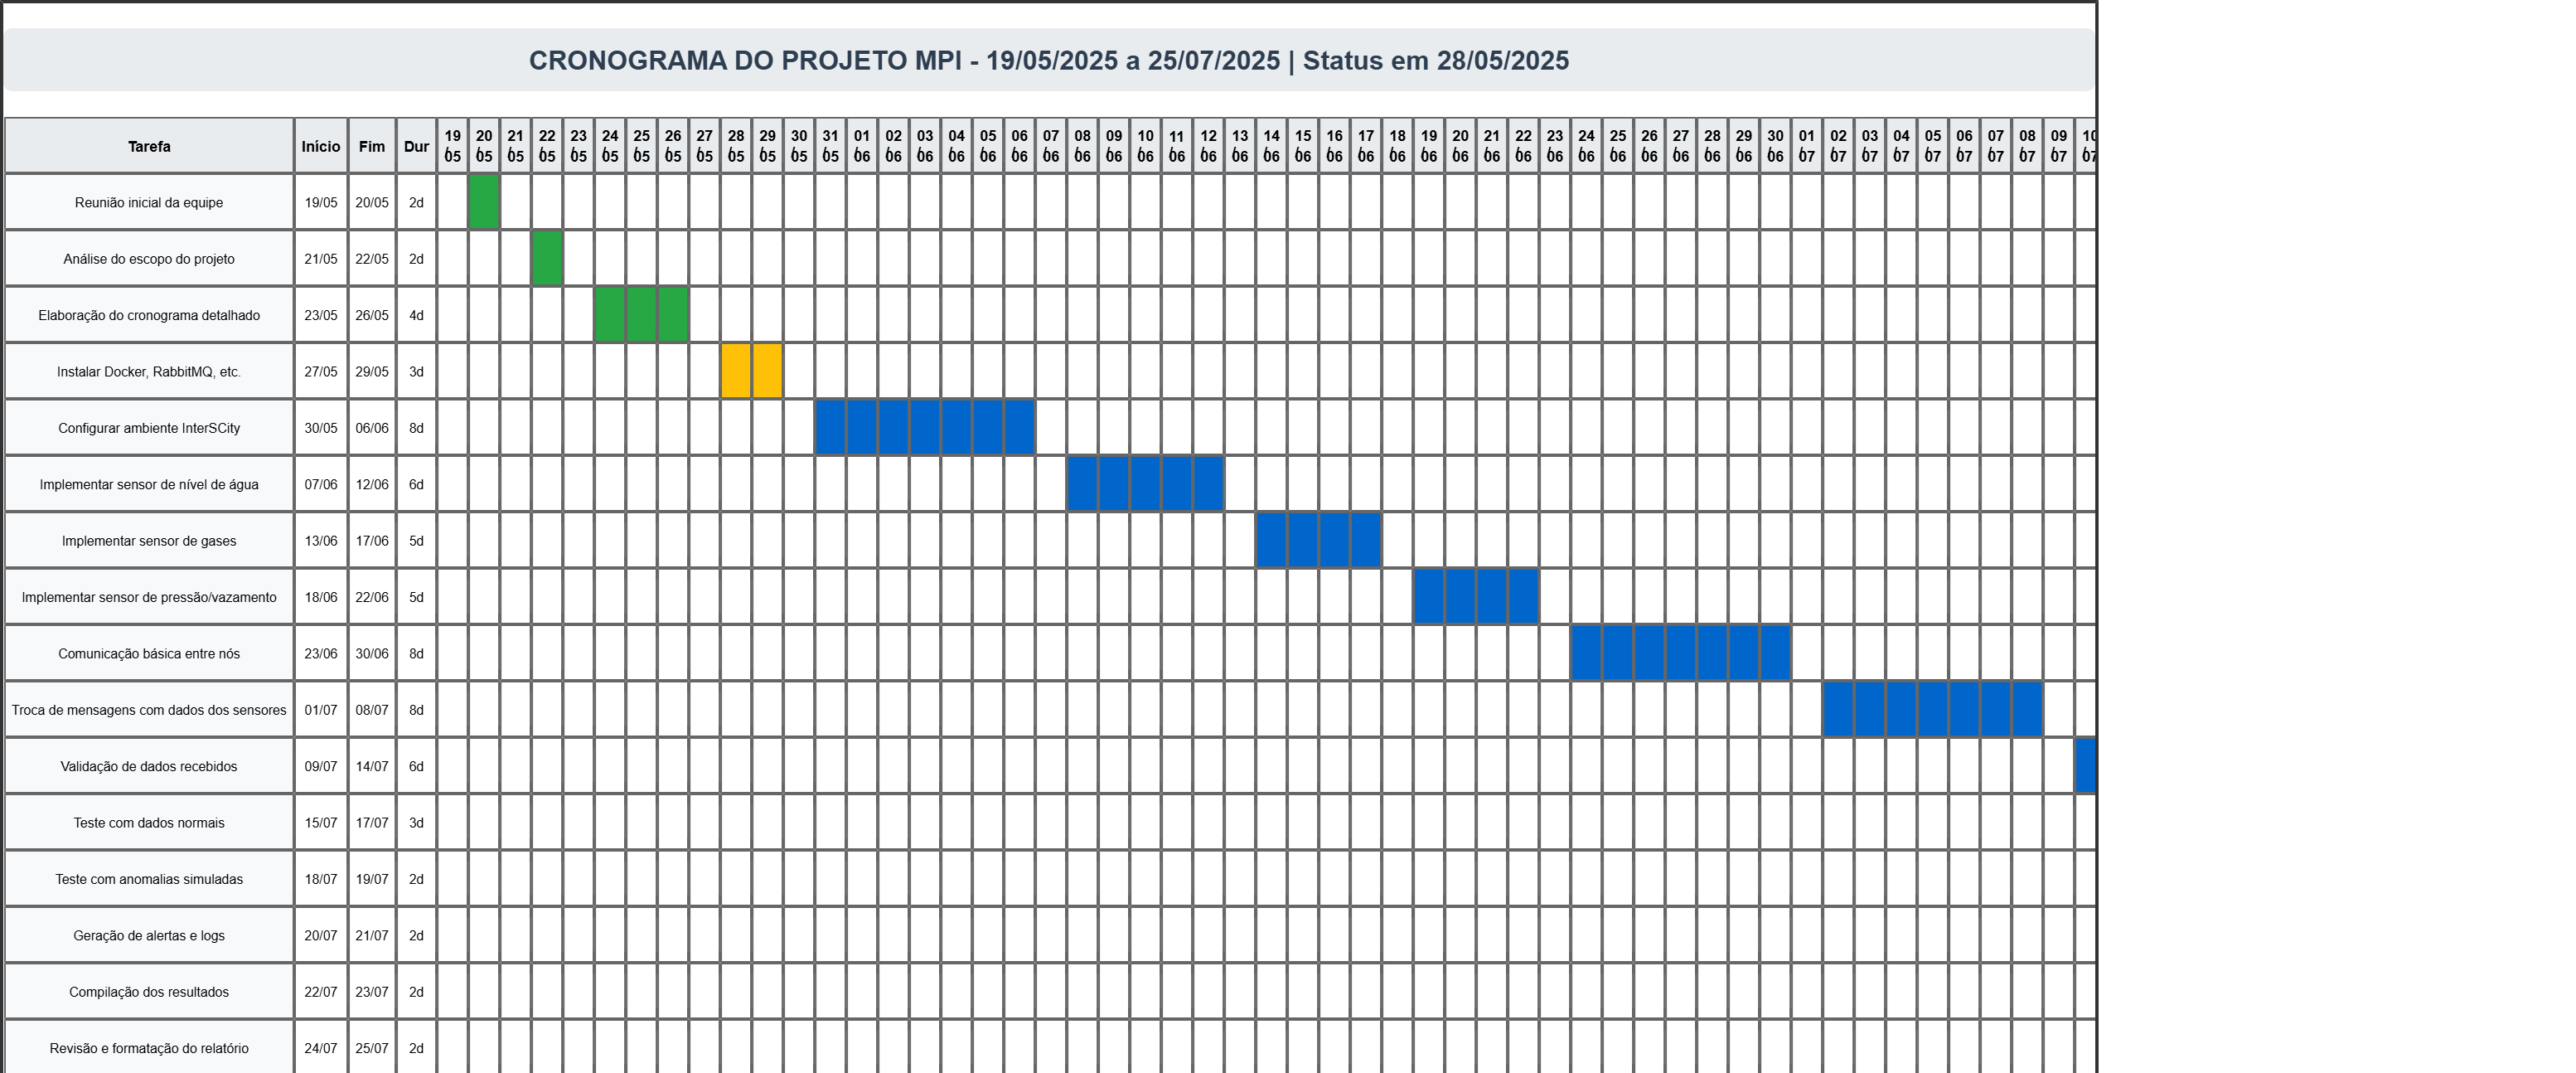 CRONOGRAMA DO PROJETO MPI - 19/05/2025 a 25/07/2025 | Status em 28/05/2025
Tarefa Início Fim Dur 19/05 20/05 21/05 22/05 23/05 24/05 25/05 26/05 27/05 28/05 29/05 30/05 31/05 01/06 02/06 03/06 04/06 05/06 06/06 07/06 08/06 09/06 10/06 11/06 12/06 13/06 14/06 15/06 16/06 17/06 18/06 19/06 20/06 21/06 22/06 23/06 24/06 25/06 26/06 27/06 28/06 29/06 30/06 01/07 02/07 03/07 04/07 05/07 06/07 07/07 08/07 09/07 10/07
Reunião inicial da equipe 19/05 20/05 2d
Análise do escopo do projeto 21/05 22/05 2d
Elaboração do cronograma detalhado 23/05 26/05 4d
Instalar Docker, RabbitMQ, etc. 27/05 29/05 3d
Configurar ambiente InterSCity 30/05 06/06 8d
Implementar sensor de nível de água 07/06 12/06 6d
Implementar sensor de gases 13/06 17/06 5d
Implementar sensor de pressão/vazamento 18/06 22/06 5d
Comunicação básica entre nós 23/06 30/06 8d
Troca de mensagens com dados dos sensores 01/07 08/07 8d
Validação de dados recebidos 09/07 14/07 6d
Teste com dados normais 15/07 17/07 3d
Teste com anomalias simuladas 18/07 19/07 2d
Geração de alertas e logs 20/07 21/07 2d
Compilação dos resultados 22/07 23/07 2d
Revisão e formatação do relatório 24/07 25/07 2d